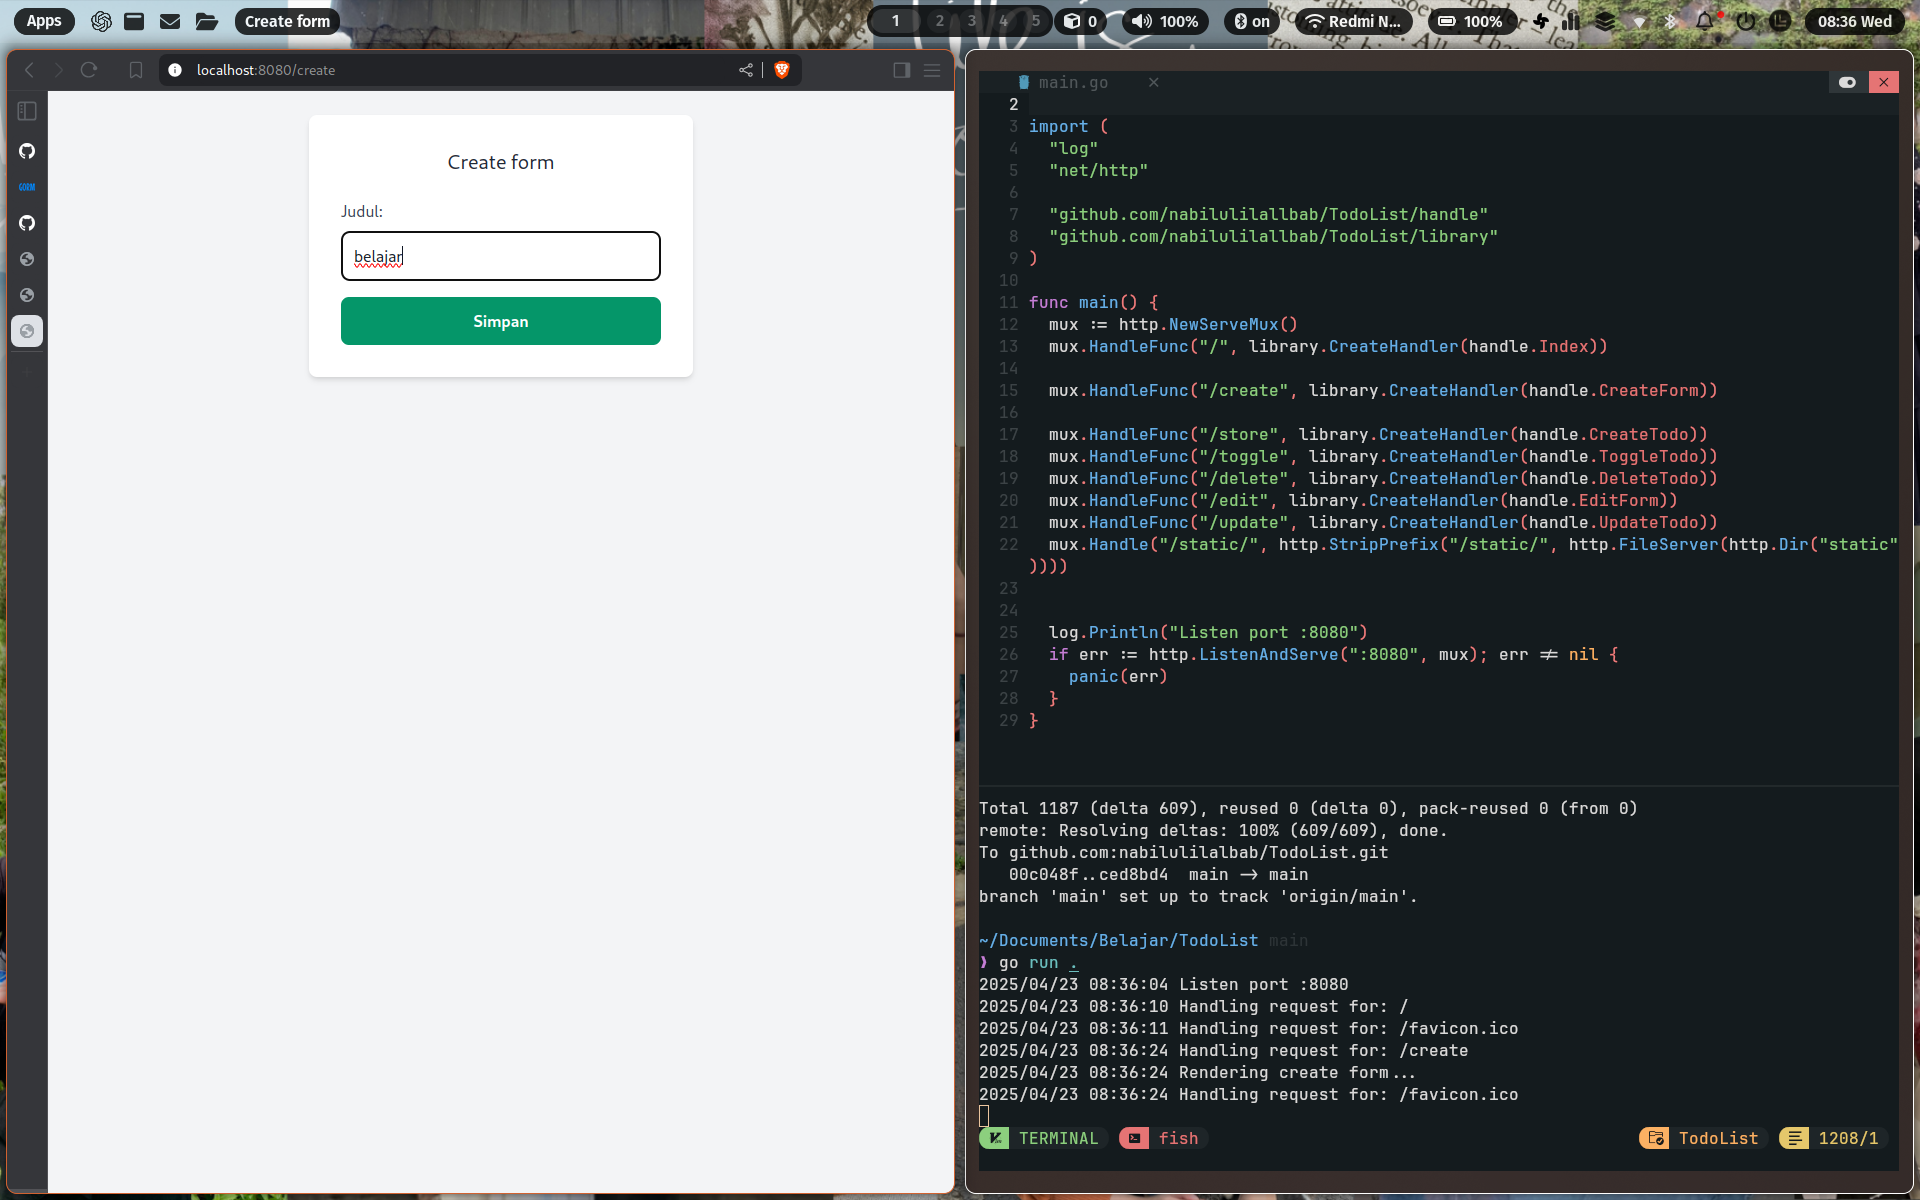 Apps
Create form
1 2 3 4 5
0
100%
on
Redmi N...
100%
08:36 Wed
localhost:8080/create
GORM
Create form
Judul:
belajar
Simpan
main.go
2
3 import (
4 "log"
5 "net/http"
6
7 "github.com/nabilulilallbab/TodoList/handle"
8 "github.com/nabilulilallbab/TodoList/library"
9 )
10
11 func main() {
12 mux := http.NewServeMux()
13 mux.HandleFunc("/", library.CreateHandler(handle.Index))
14
15 mux.HandleFunc("/create", library.CreateHandler(handle.CreateForm))
16
17 mux.HandleFunc("/store", library.CreateHandler(handle.CreateTodo))
18 mux.HandleFunc("/toggle", library.CreateHandler(handle.ToggleTodo))
19 mux.HandleFunc("/delete", library.CreateHandler(handle.DeleteTodo))
20 mux.HandleFunc("/edit", library.CreateHandler(handle.EditForm))
21 mux.HandleFunc("/update", library.CreateHandler(handle.UpdateTodo))
22 mux.Handle("/static/", http.StripPrefix("/static/", http.FileServer(http.Dir("static"
))))
23
24
25 log.Println("Listen port :8080")
26 if err := http.ListenAndServe(":8080", mux); err != nil {
27 panic(err)
28 }
29 }
Total 1187 (delta 609), reused 0 (delta 0), pack-reused 0 (from 0)
remote: Resolving deltas: 100% (609/609), done.
To github.com:nabilulilalbab/TodoList.git
00c048f..ced8bd4 main -> main
branch 'main' set up to track 'origin/main'.
~/Documents/Belajar/TodoList main
❯ go run .
2025/04/23 08:36:04 Listen port :8080
2025/04/23 08:36:10 Handling request for: /
2025/04/23 08:36:11 Handling request for: /favicon.ico
2025/04/23 08:36:24 Handling request for: /create
2025/04/23 08:36:24 Rendering create form...
2025/04/23 08:36:24 Handling request for: /favicon.ico
TERMINAL
fish
TodoList
1208/1